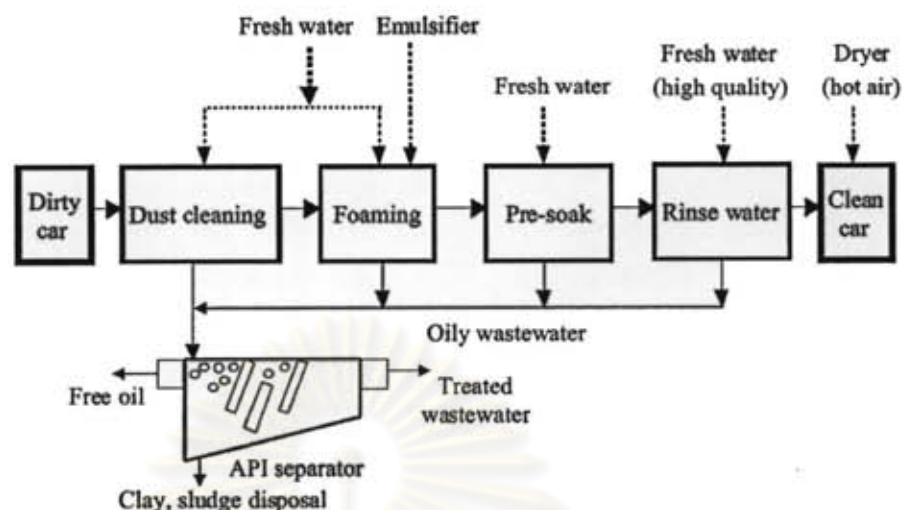 Fresh water
Emulsifier
Fresh water
Fresh water
(high quality)
Dryer
(hot air)
Dirty
car
Dust cleaning
Foaming
Pre-soak
Rinse water
Clean
car
Oily wastewater
Free oil
Treated
wastewater
API separator
Clay, sludge disposal